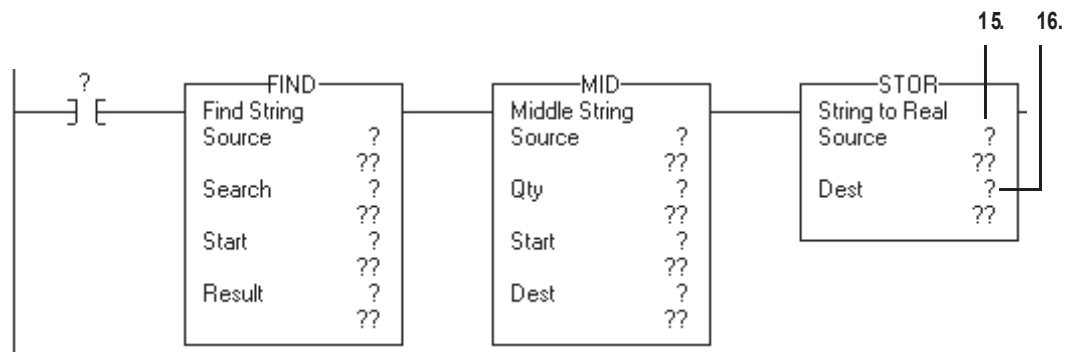 15. 16.
?
FIND
Find String
Source ?
??
Search ?
??
Start ?
??
Result ?
??
MID
Middle String
Source ?
??
Qty ?
??
Start ?
??
Dest ?
??
STOR
String to Real
Source ?
??
Dest ?
??